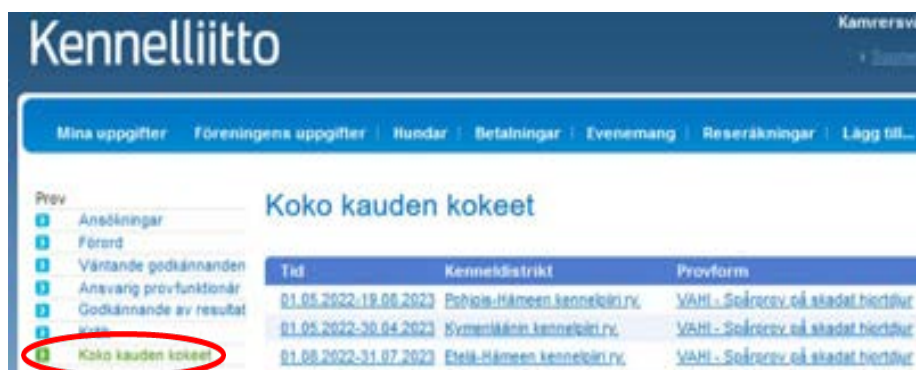 Kennelliitto
Mina uppgifter Föreningens uppgifter Hundar Betalningar Evenemang Reseräkningar Lägg till...
Prov
Ansökningar
Förord
Väntande godkännanden
Ansvarig provfunktionär
Godkännande av resultat
Koko kauden kokeet
Koko kauden kokeet
Tid Kenneldistrikt Provform
01.05.2022-19.08.2023 Pohjois-Hämeen kennelpiiri ry. VAHI - Spårprov på skadat hjortdjur
01.05.2022-30.04.2023 Kymenläänin kennelpiiri ry. VAHI - Spårprov på skadat hjortdjur
01.08.2022-31.07.2023 Etelä-Hämeen kennelpiiri ry. VAHI - Spårprov på skadat hjortdjur